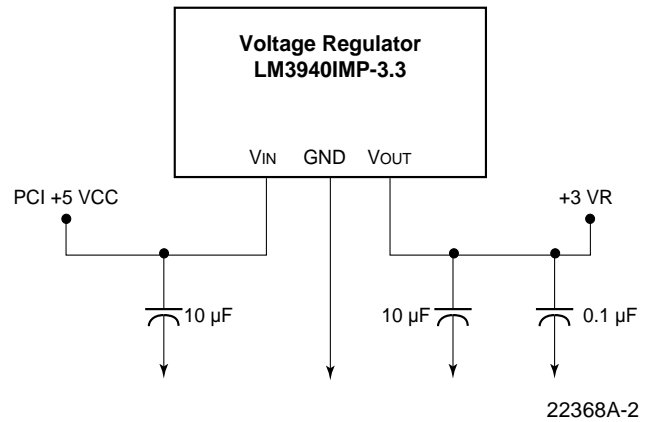 Voltage Regulator
LM3940IMP-3.3
VIN GND VOUT
PCI +5 VCC
+3 VR
10 µF
10 µF
0.1 µF
22368A-2